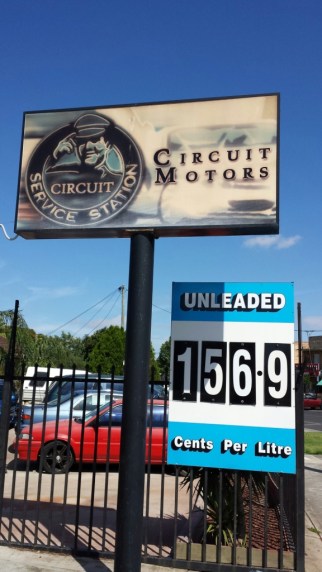 CIRCUIT
SERVICE STATION
CIRCUIT
MOTORS
UNLEADED
156.9
Cents Per Litre